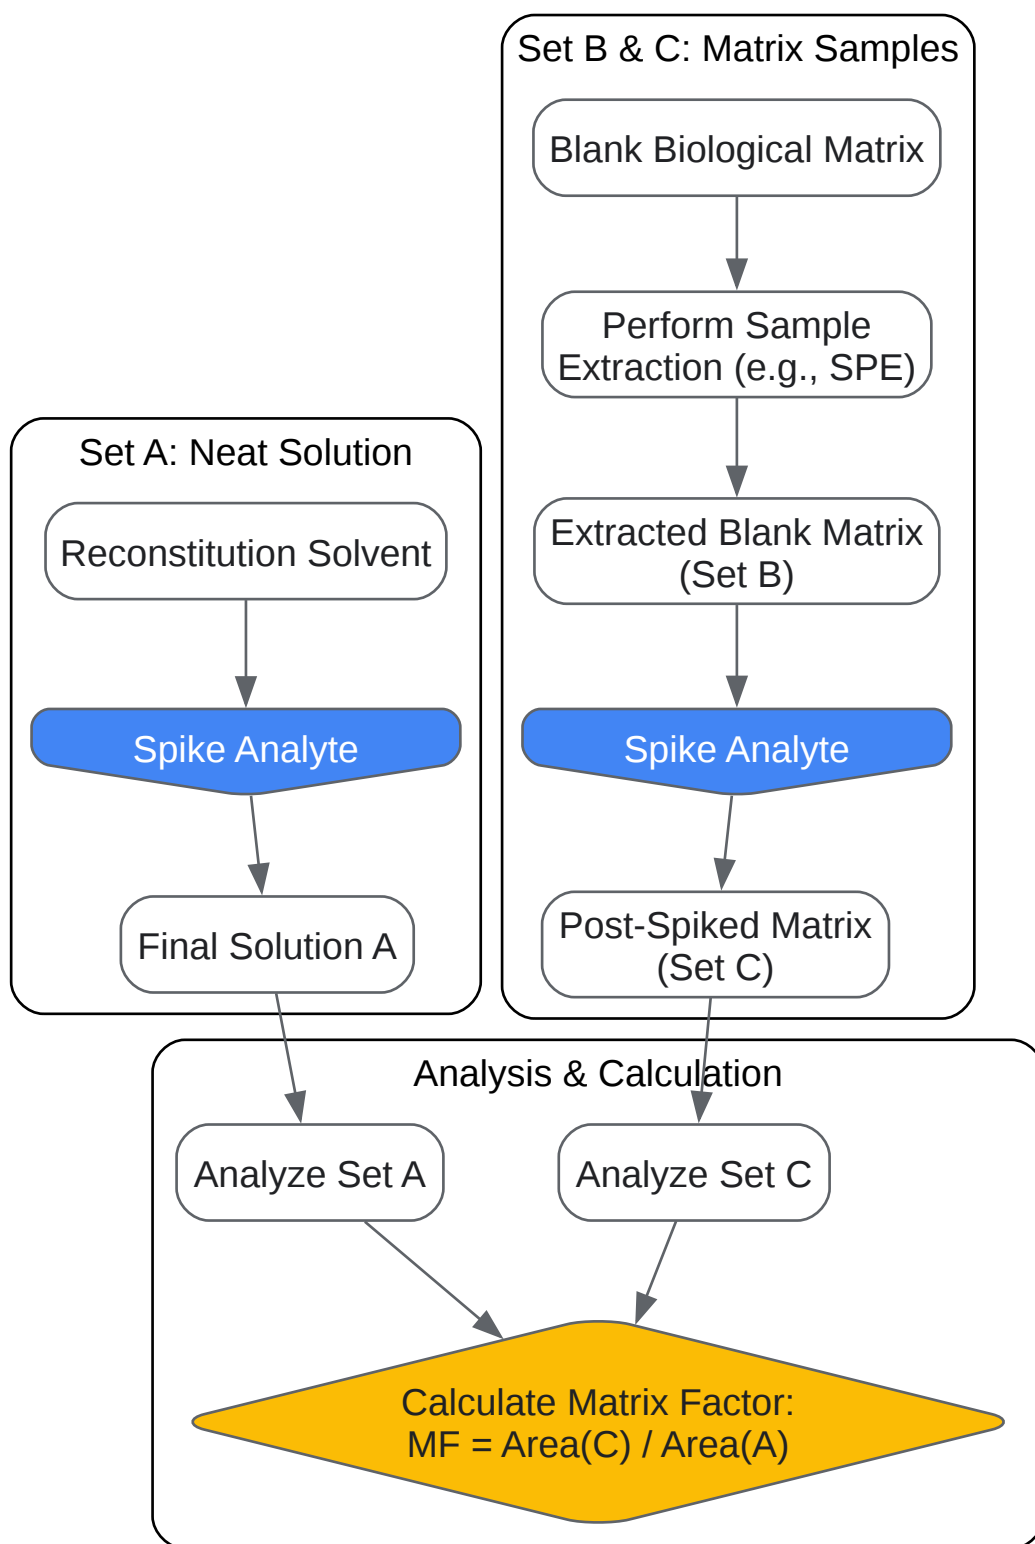 Set B & C: Matrix Samples
Blank Biological Matrix
Perform Sample
Extraction (e.g., SPE)
Extracted Blank Matrix
(Set B)
Spike Analyte
Post-Spiked Matrix
(Set C)
Set A: Neat Solution
Reconstitution Solvent
Spike Analyte
Final Solution A
Analysis & Calculation
Analyze Set A
Analyze Set C
Calculate Matrix Factor:
MF = Area(C) / Area(A)